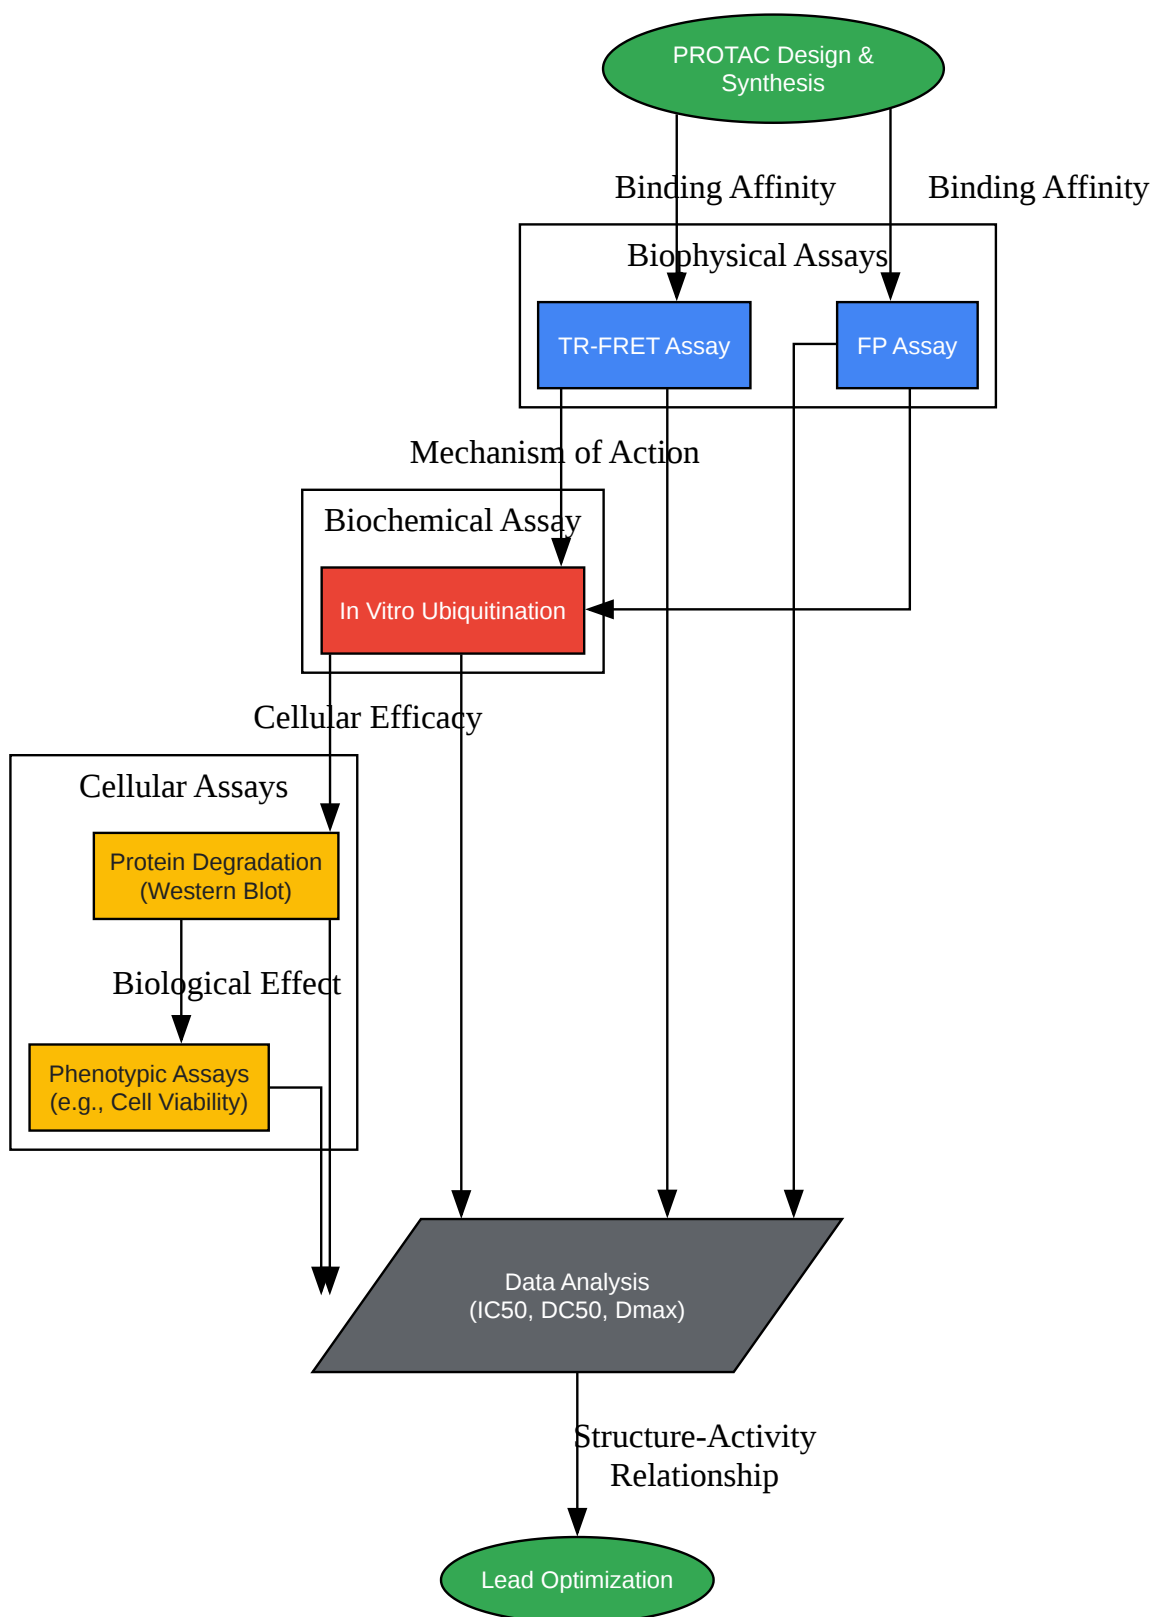 PROTAC Design &
Synthesis
Binding Affinity
Binding Affinity
Biophysical Assays
TR-FRET Assay
FP Assay
Mechanism of Action
Biochemical Assay
In Vitro Ubiquitination
Cellular Efficacy
Cellular Assays
Protein Degradation
(Western Blot)
Biological Effect
Phenotypic Assays
(e.g., Cell Viability)
Data Analysis
(IC50, DC50, Dmax)
Structure-Activity
Relationship
Lead Optimization